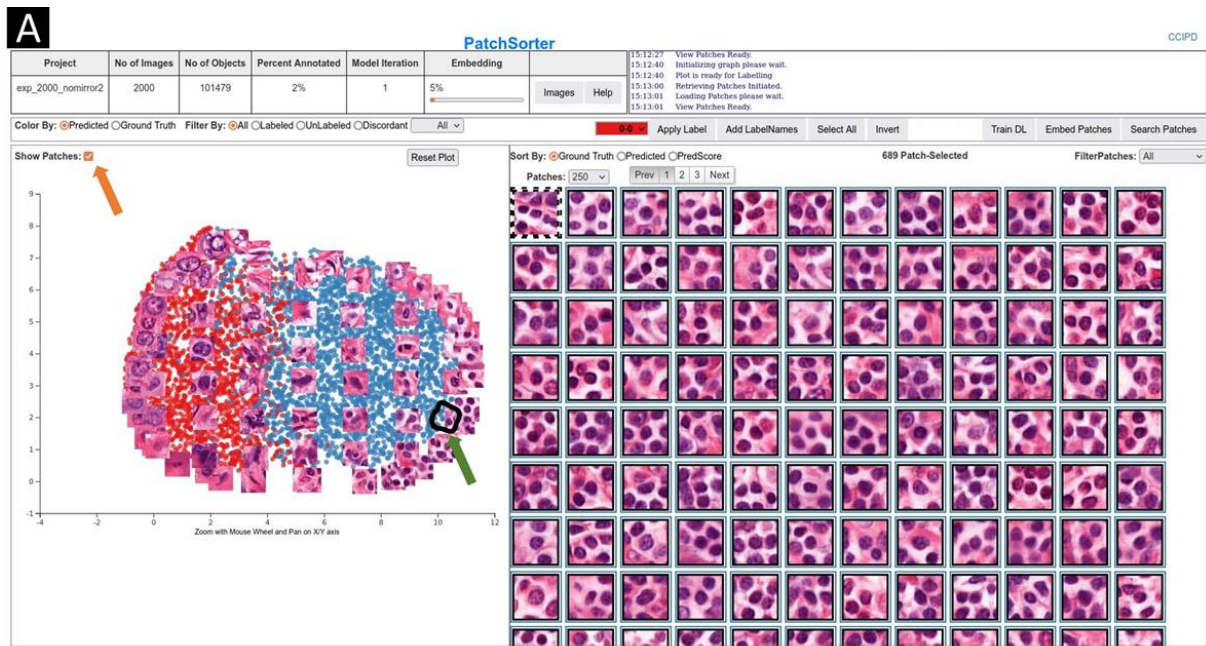 A
PatchSorter
CCIPD
Project No of Images No of Objects Percent Annotated Model Iteration Embedding
exp_2000_nomirror2 2000 101479 2% 1 5% Images Help
15:12:27 View Patches Ready.
15:12:40 Initializing graph please wait.
15:12:40 Plot is ready for Labelling
15:13:00 Retrieving Patches Initiated.
15:13:01 Loading Patches please wait.
15:13:01 View Patches Ready.
Color By: Predicted Ground Truth Filter By: All Labeled UnLabeled Discordant All
0-0 Apply Label Add LabelNames Select All Invert Train DL Embed Patches Search Patches
Show Patches: Reset Plot
Sort By: Ground Truth Predicted PredScore 689 Patch-Selected FilterPatches: All
Patches: 250 Prev 1 2 3 Next
9
8
7
6
5
4
3
2
1
0
-1
-4 -2 0 2 4 6 8 10 12
Zoom with Mouse Wheel and Pan on X/Y axis